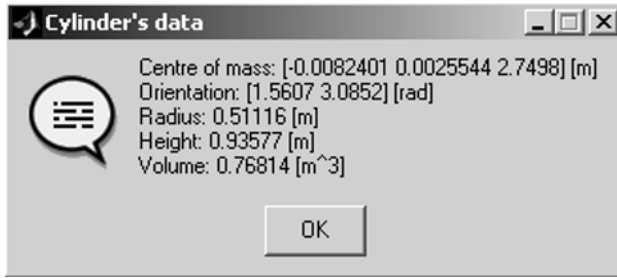 Cylinder's data
Centre of mass: [-0.0082401 0.0025544 2.7498] [m]
Orientation: [1.5607 3.0852] [rad]
Radius: 0.51116 [m]
Height: 0.93577 [m]
Volume: 0.76814 [m^3]
OK